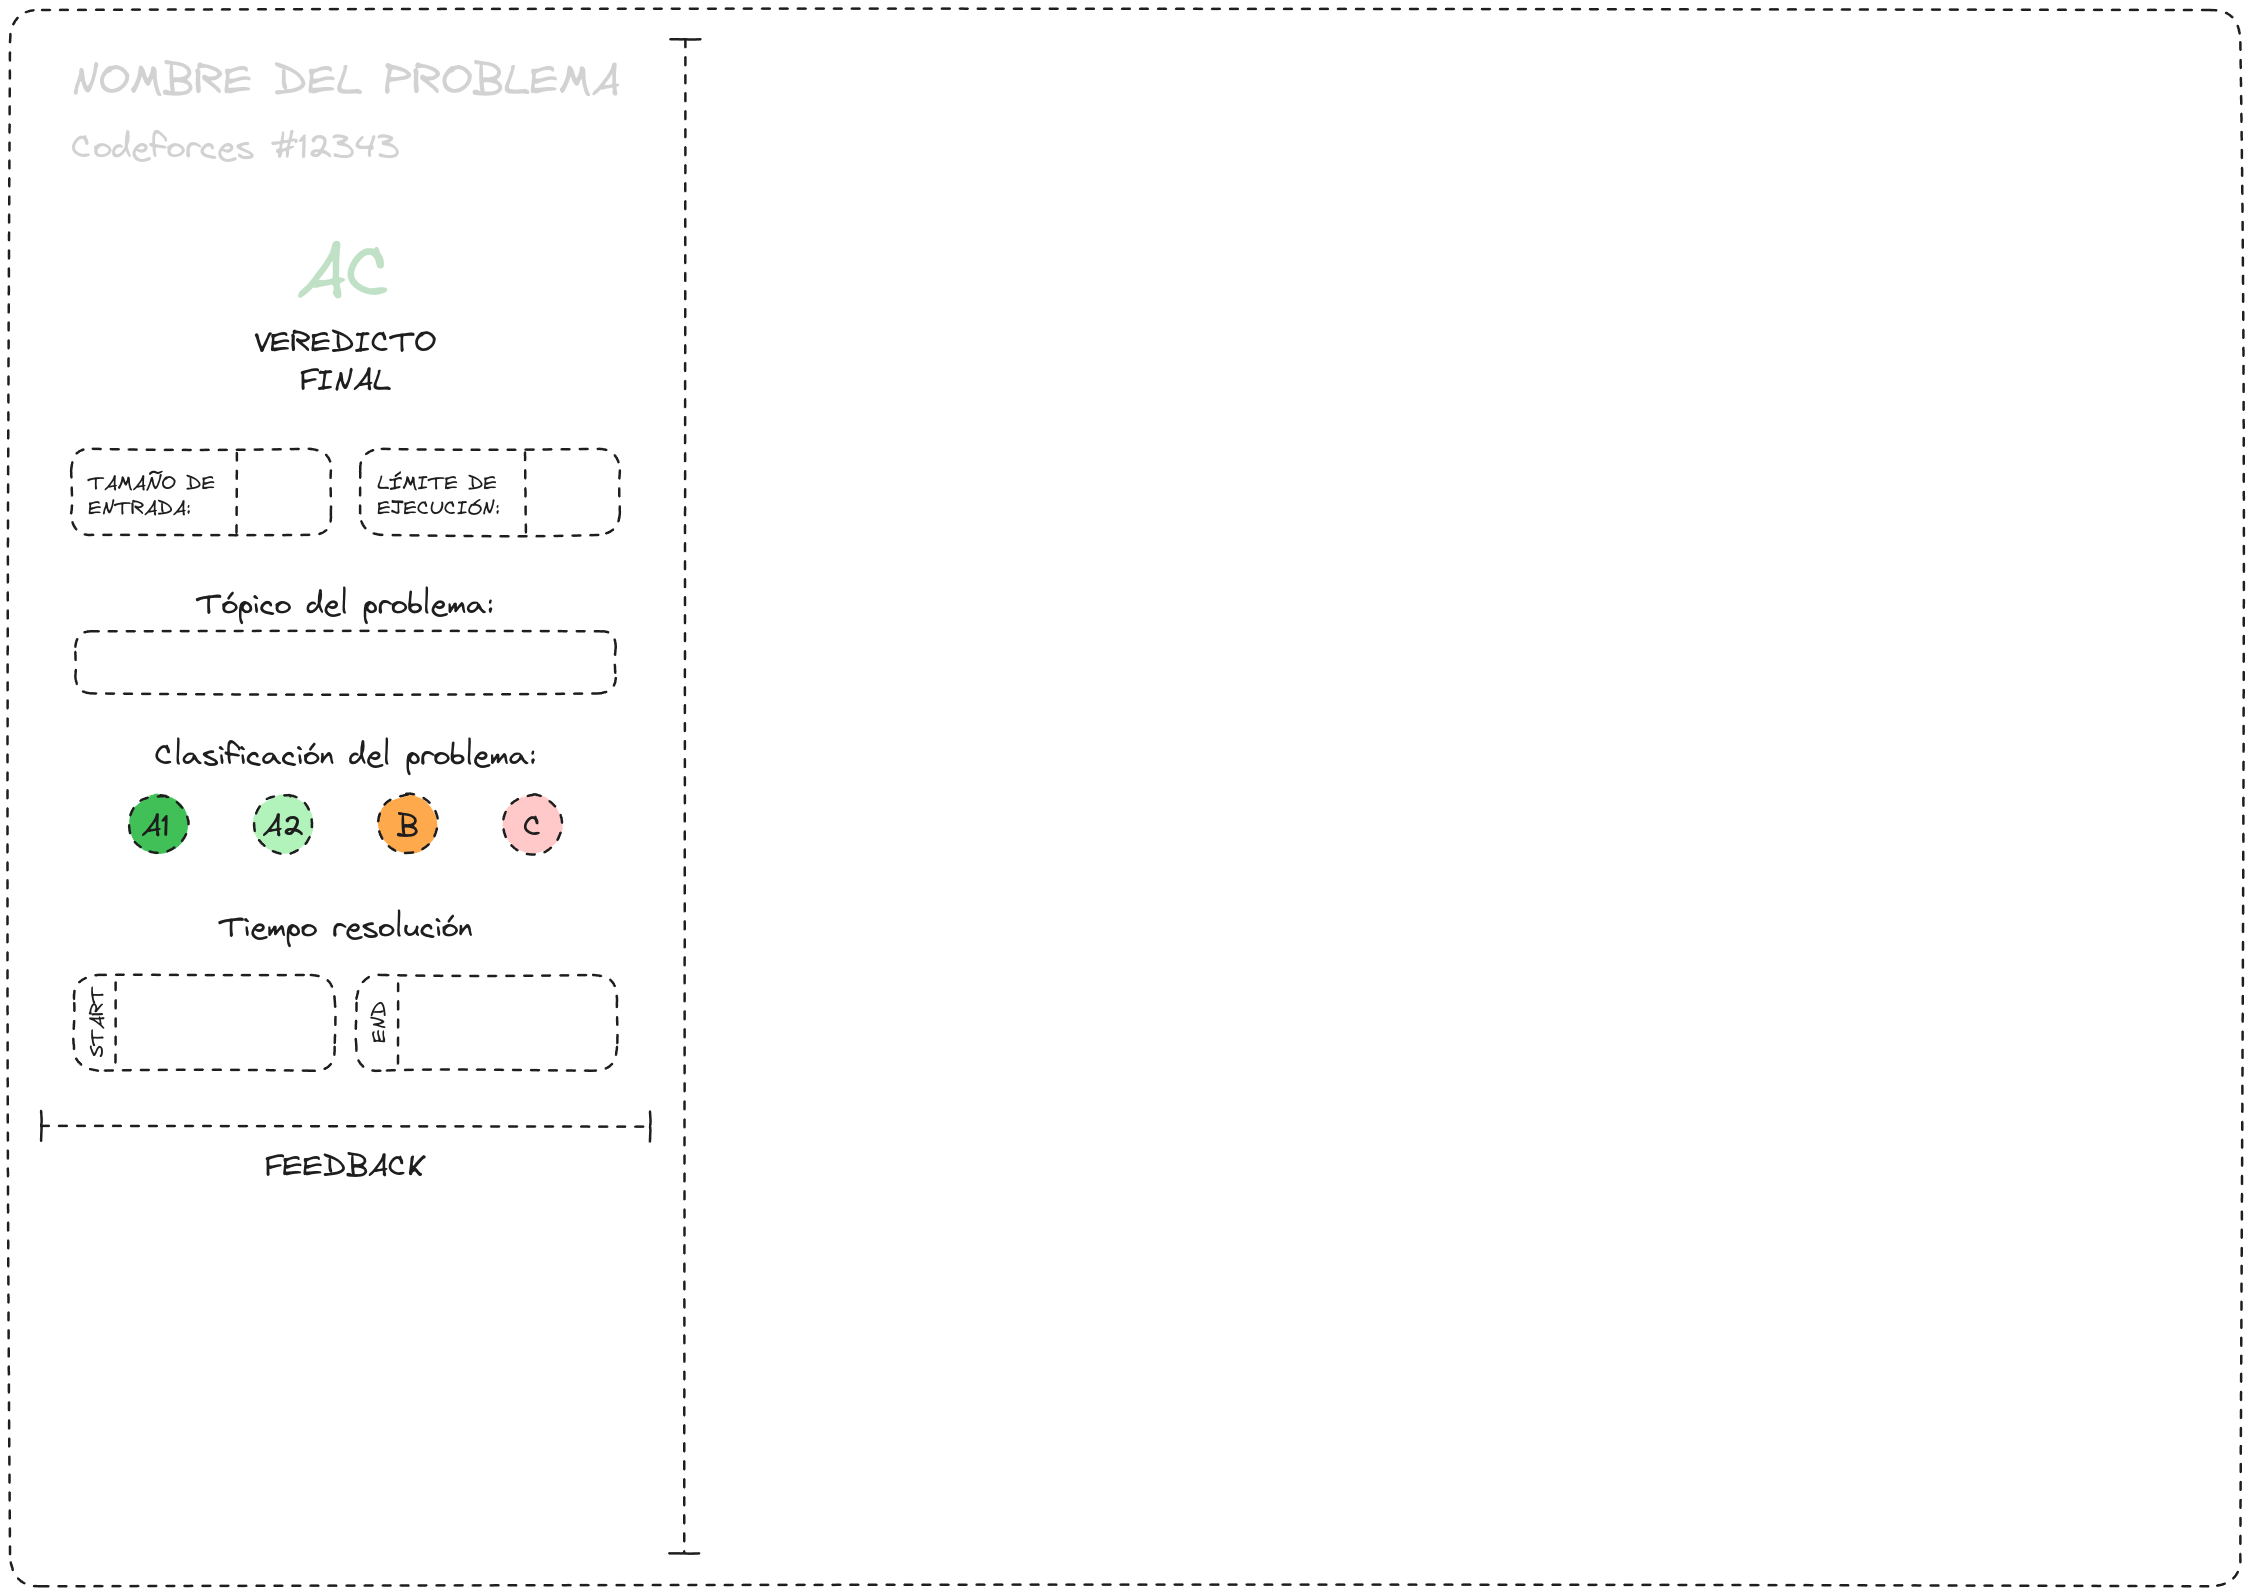 NOMBRE DEL PROBLEMA
Codeforces #12343
AC
VEREDICTO
FINAL
TAMAÑO DE
ENTRADA:
LÍMITE DE
EJECUCIÓN:
Tópico del problema:
Clasificación del problema:
A1 A2 B C
Tiempo resolución
START
END
FEEDBACK